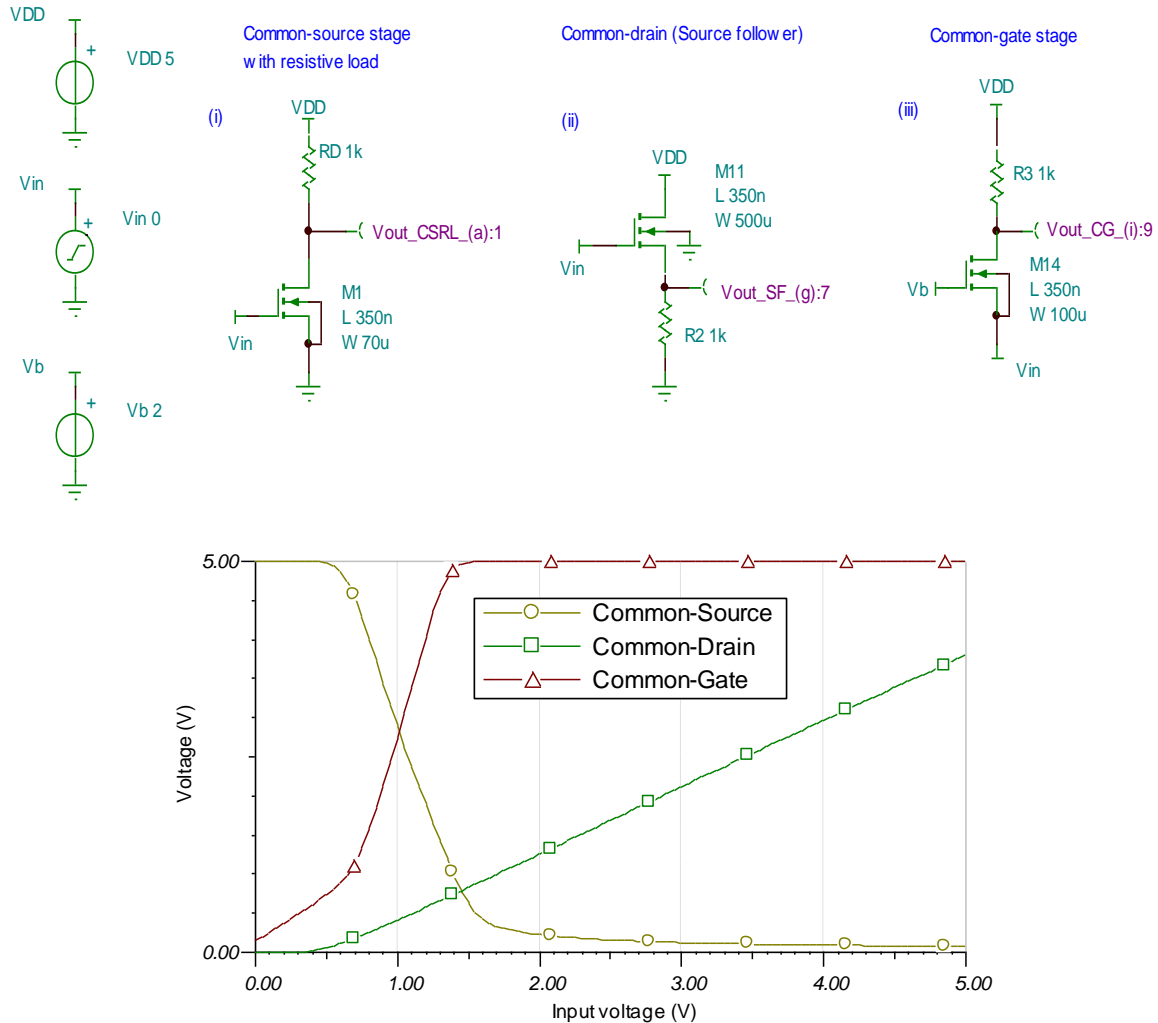 VDD
VDD 5
Vin
Vin 0
Vb
Vb 2
Common-source stage
with resistive load
(i)
VDD
RD 1k
Vout_CSRL_(a):1
M1
L 350n
W 70u
Vin
Common-drain (Source follower)
(ii)
VDD
M11
L 350n
W 500u
Vin
Vout_SF_(g):7
R2 1k
Common-gate stage
(iii)
VDD
R3 1k
Vout_CG_(i):9
M14
L 350n
W 100u
Vb
Vin
5.00
Common-Source
Common-Drain
Common-Gate
Voltage (V)
0.00
0.00 1.00 2.00 3.00 4.00 5.00
Input voltage (V)